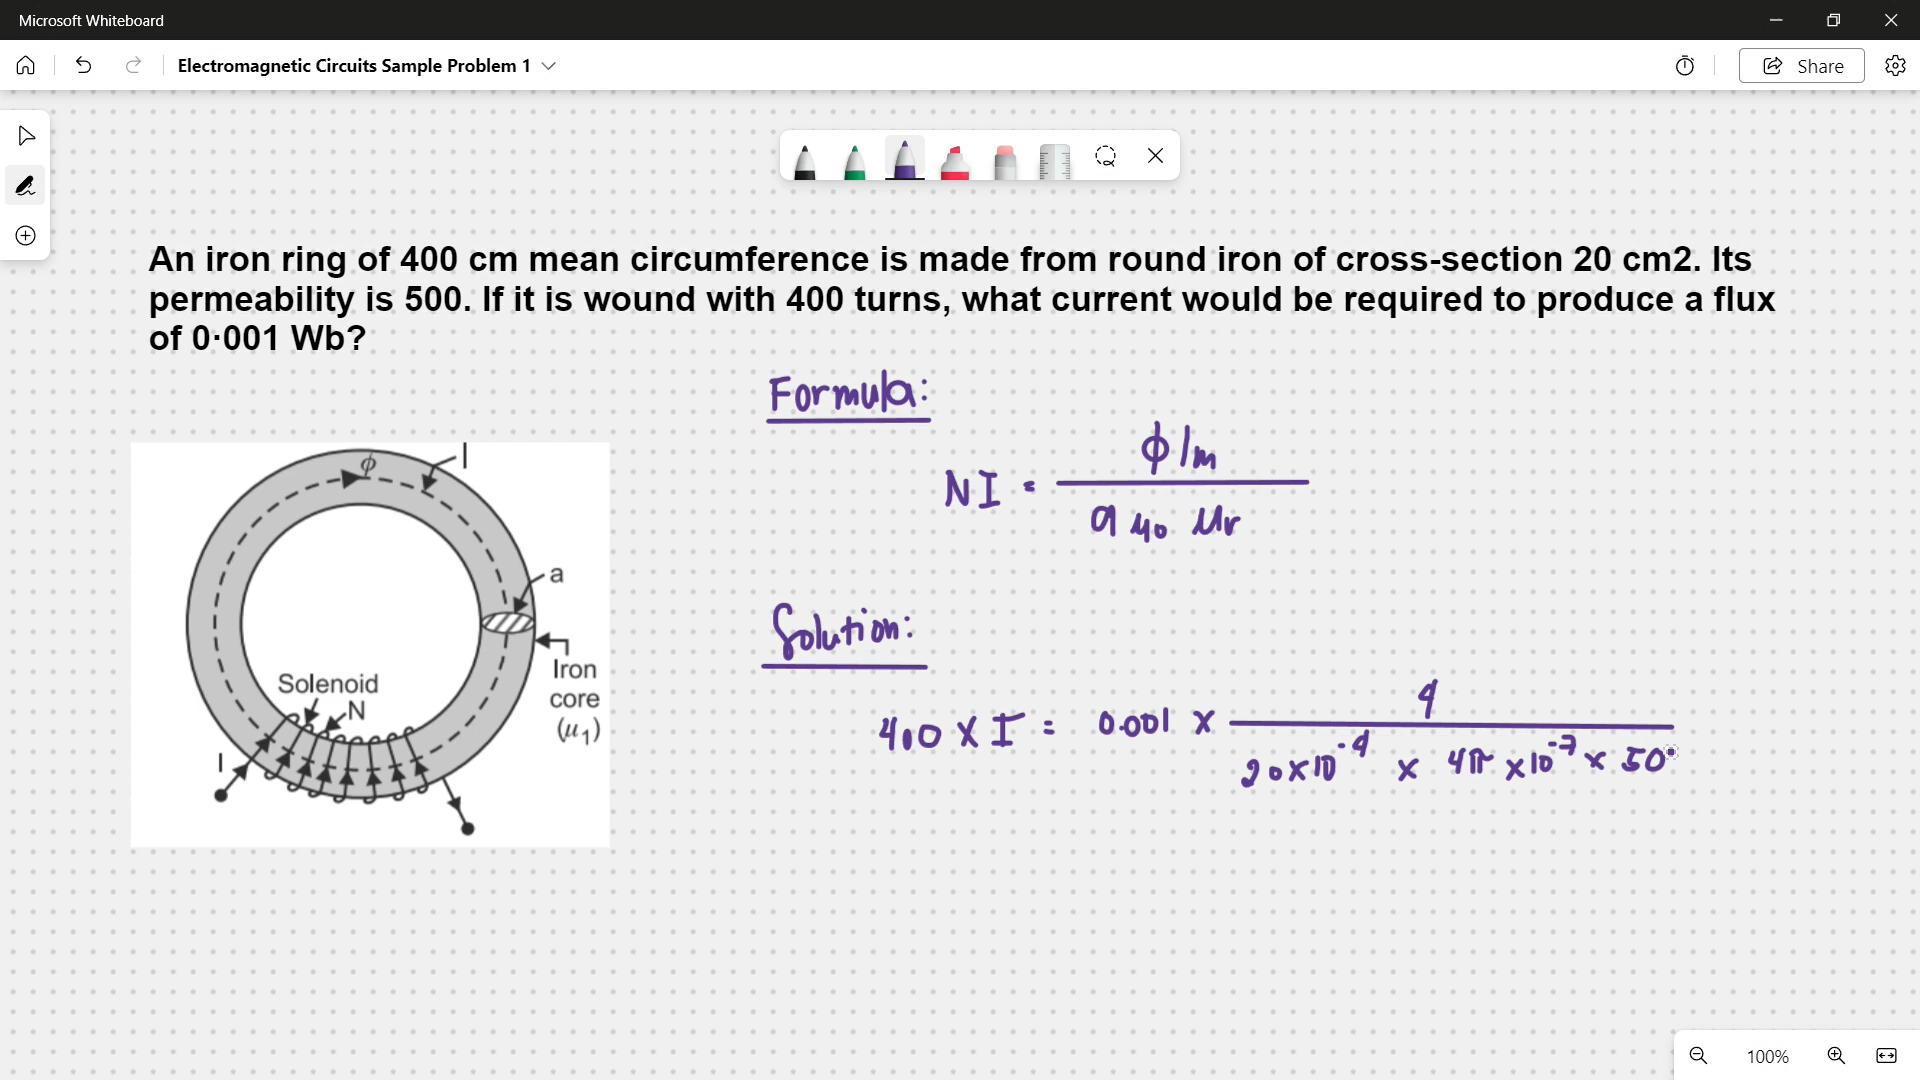 Microsoft Whiteboard
Electromagnetic Circuits Sample Problem 1
Share
An iron ring of 400 cm mean circumference is made from round iron of cross-section 20 cm2. Its
permeability is 500. If it is wound with 400 turns, what current would be required to produce a flux
of 0·001 Wb?
Formula:
NI = ϕ lm / a μ0 μr
ϕ
l
a
Iron
core
(μ1)
Solenoid
N
I
Solution:
400 x I = 0.001 x 4 / 20x10^-4 x 4π x10^-7 x 50
100%